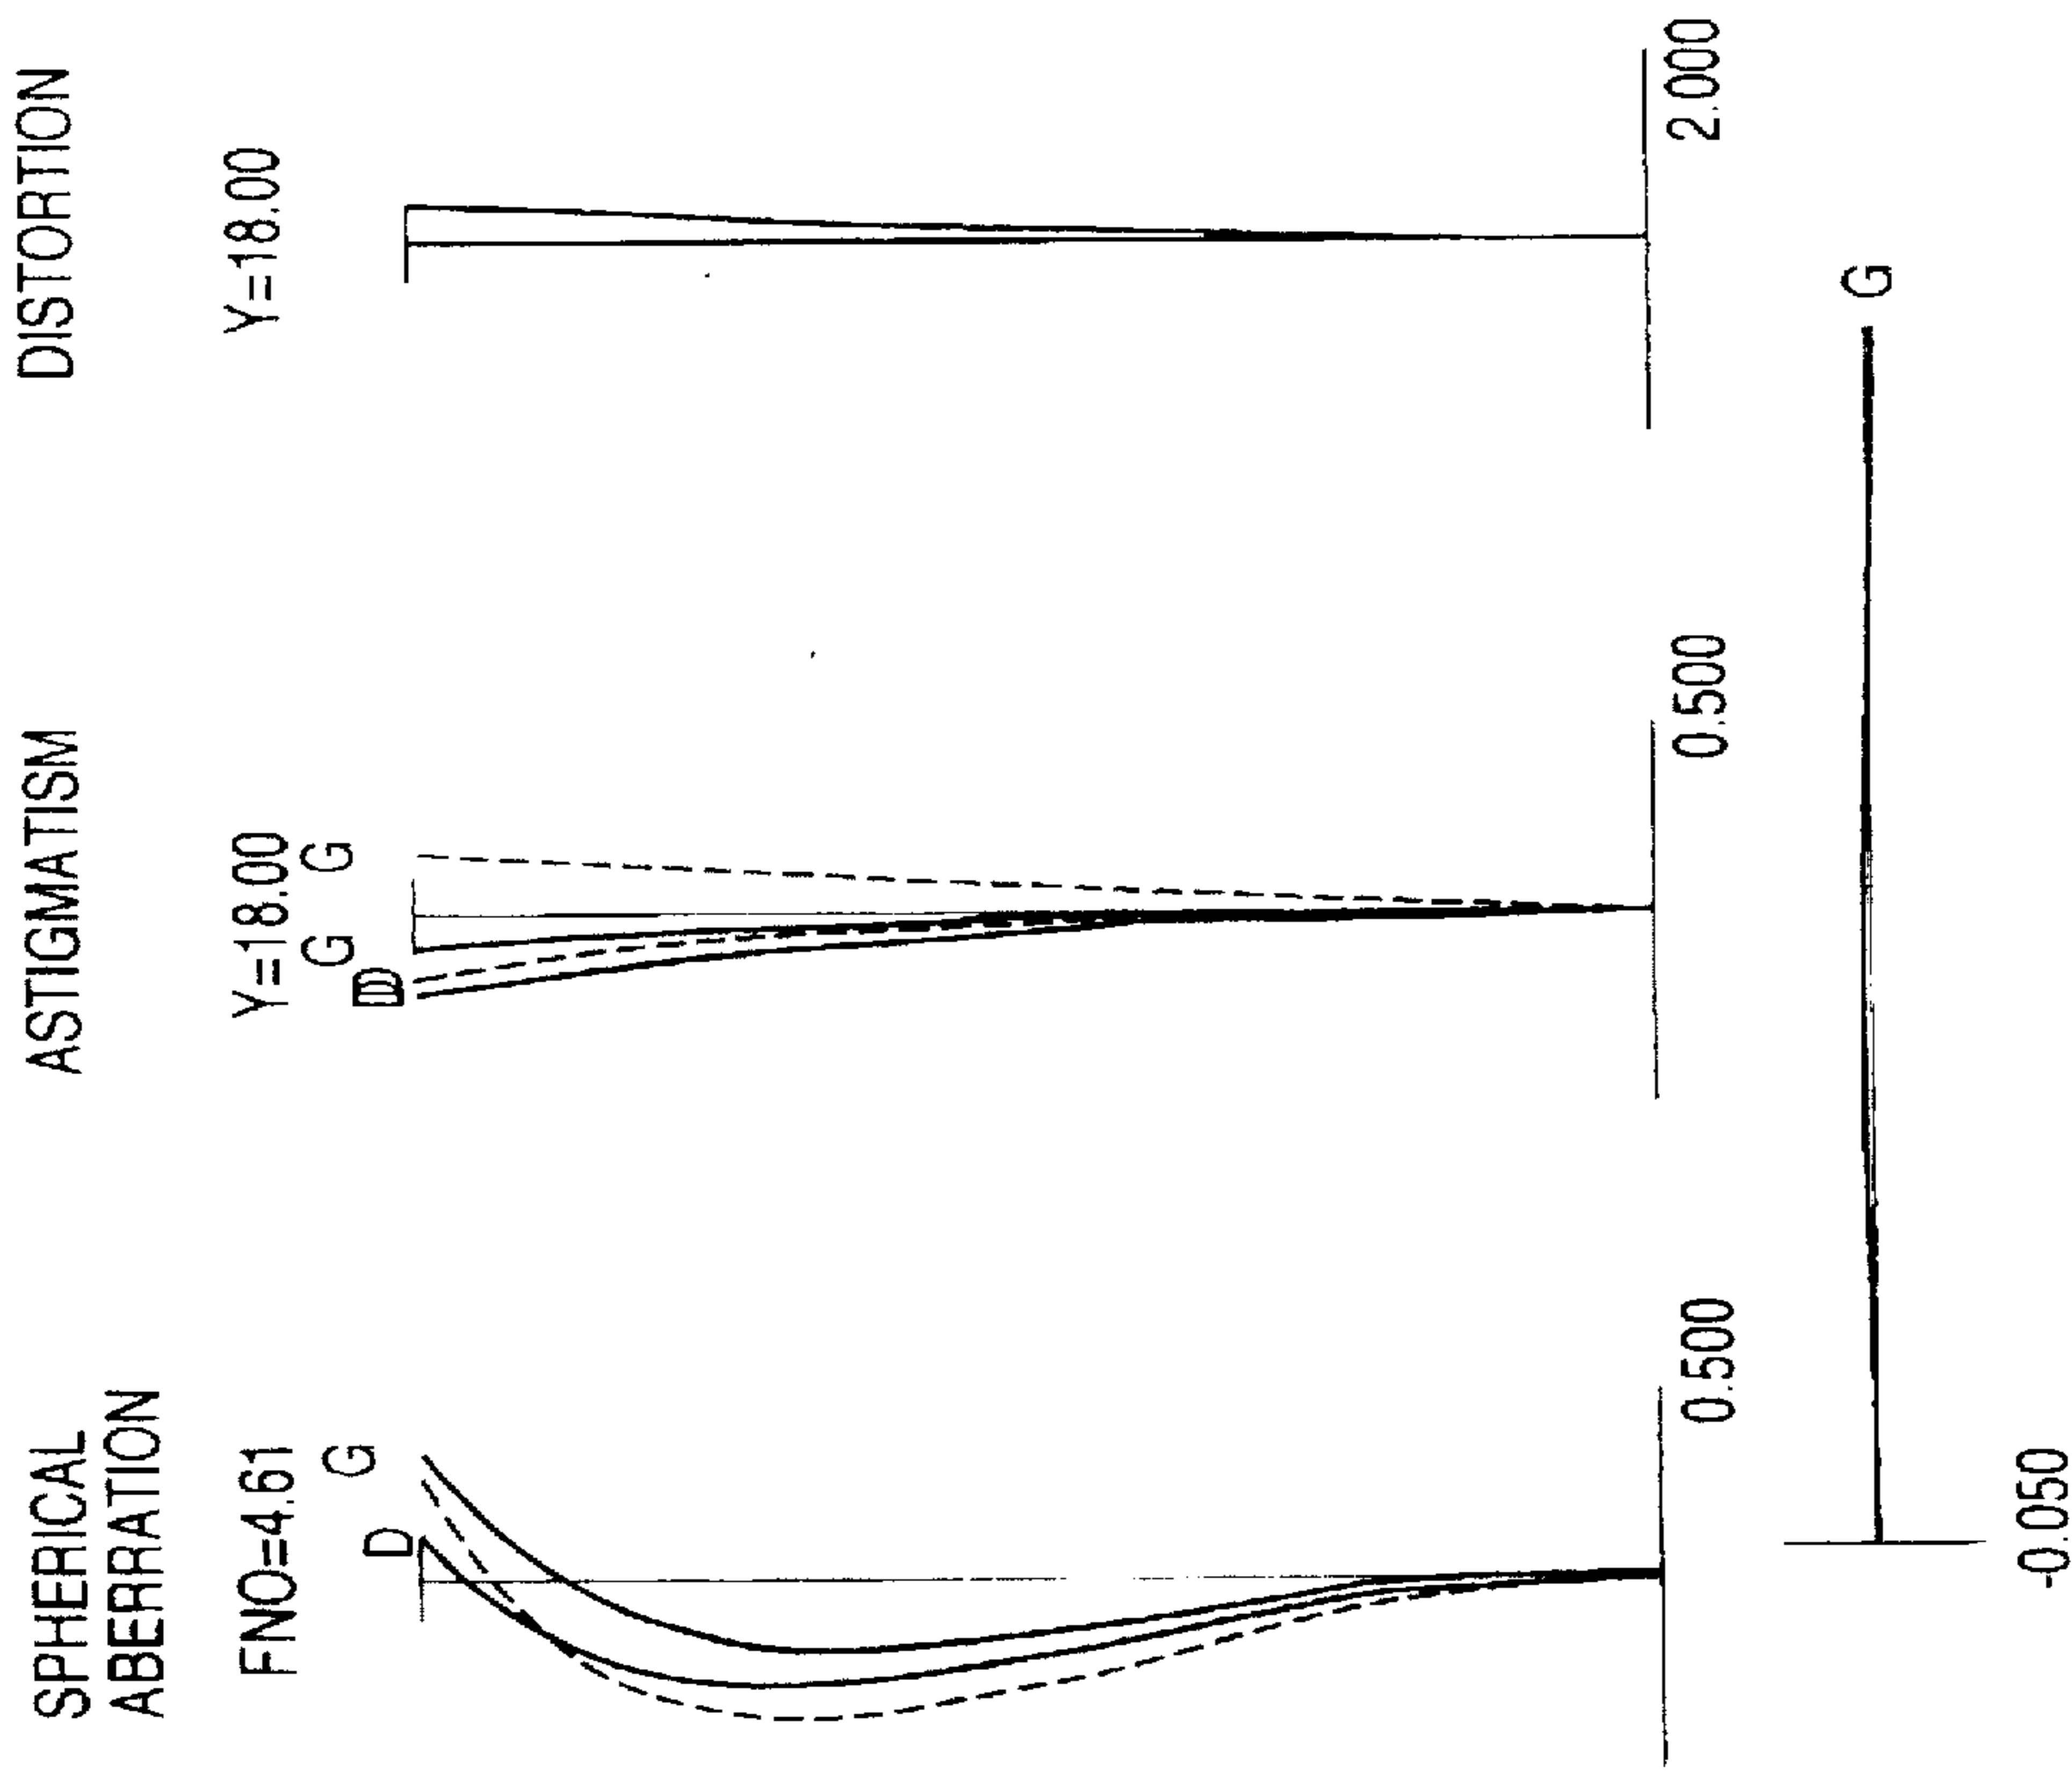 SPHERICAL
ABERRATION
FNO=4.61
G
D
0.500
ASTIGMATISM
Y=18.00
G
G
D
D
0.500
DISTORTION
Y=18.00
2.000
G
-0.050